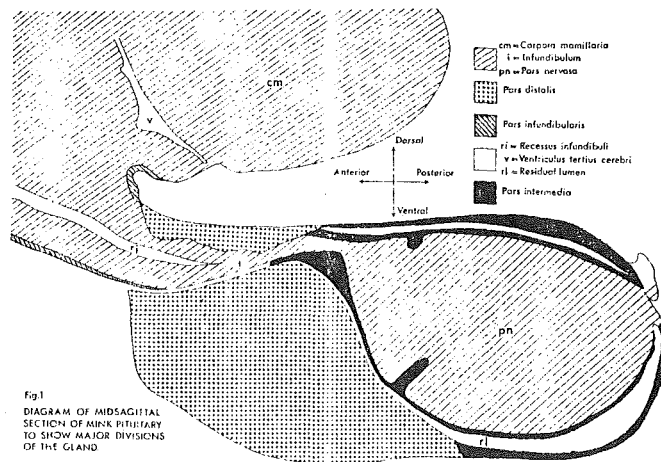 cm = Corpora mamillaria
i = Infundibulum
pn = Pars nervosa
Pars distalis
Pars infundibularis
ri = Recessus infundibuli
v = Ventriculus tertius cerebri
rl = Residual lumen
Pars intermedia
cm
v
Dorsal
Anterior
Posterior
Ventral
ri
i
pn
rl
Fig.1
DIAGRAM OF MIDSAGITTAL
SECTION OF MINK PITUITARY
TO SHOW MAJOR DIVISIONS
OF THE GLAND.